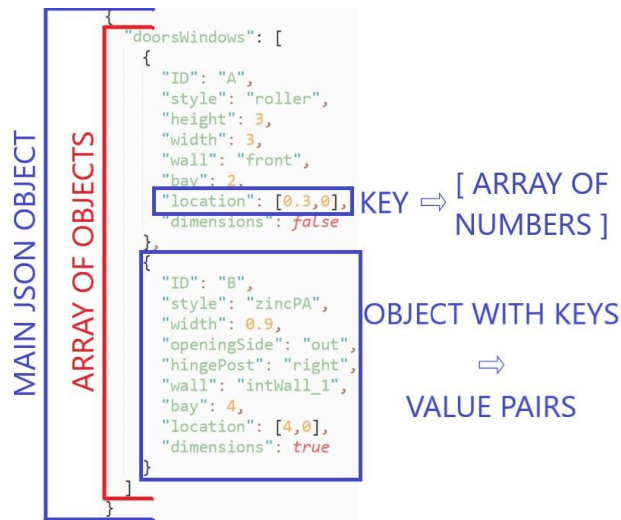 {
"doorsWindows": [
{
"ID": "A",
"style": "roller",
"height": 3,
"width": 3,
"wall": "front",
"bay": 2,
"location": [0.3,0],
"dimensions": false
},
{
"ID": "B",
"style": "zincPA",
"width": 0.9,
"openingSide": "out",
"hingePost": "right",
"wall": "intWall_1",
"bay": 4,
"location": [4,0],
"dimensions": true
}
]
}
MAIN JSON OBJECT
ARRAY OF OBJECTS
KEY ⇨ [ ARRAY OF
NUMBERS ]
OBJECT WITH KEYS
⇨
VALUE PAIRS